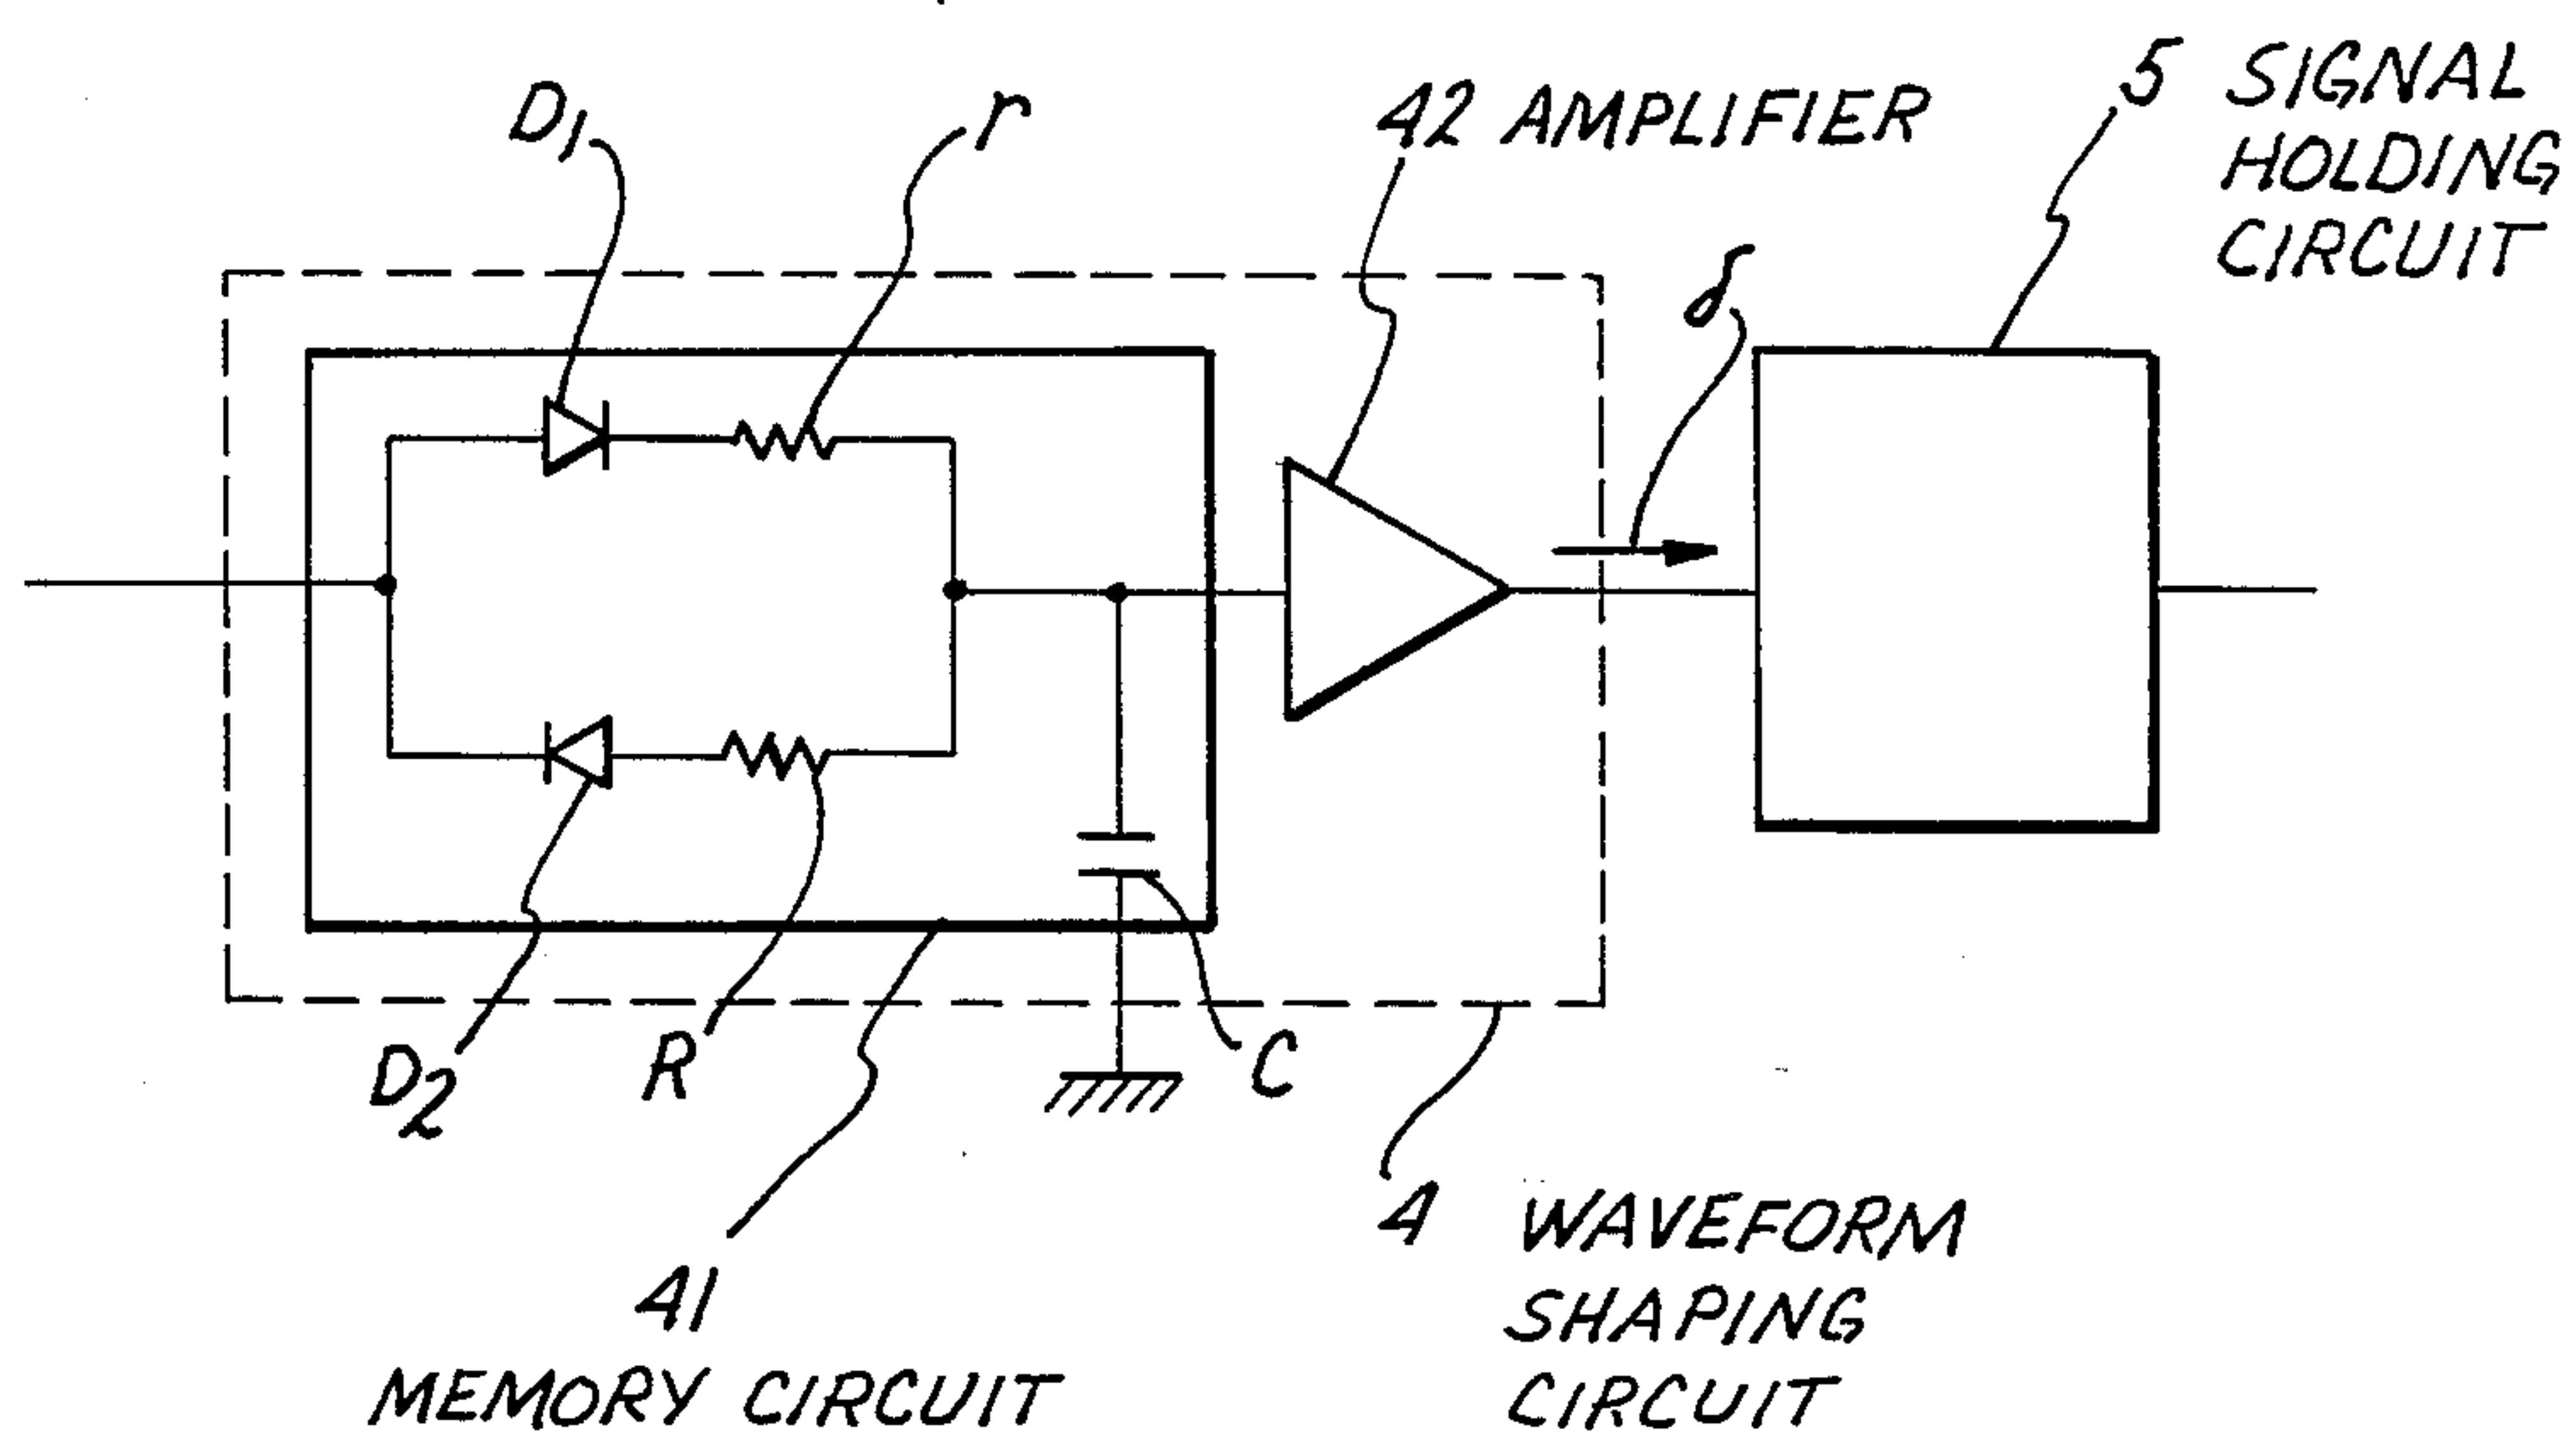 D1
r
42 AMPLIFIER
5 SIGNAL
HOLDING
CIRCUIT
D2
R
C
41
MEMORY CIRCUIT
4 WAVEFORM
SHAPING
CIRCUIT